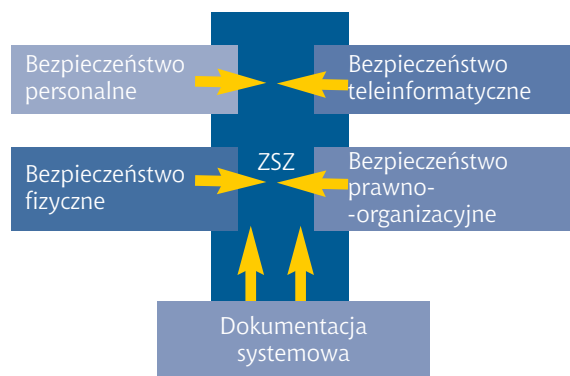 Bezpieczeństwo
personalne
Bezpieczeństwo
teleinformatyczne
ZSZ
Bezpieczeństwo
fizyczne
Bezpieczeństwo
prawno-
-organizacyjne
Dokumentacja
systemowa